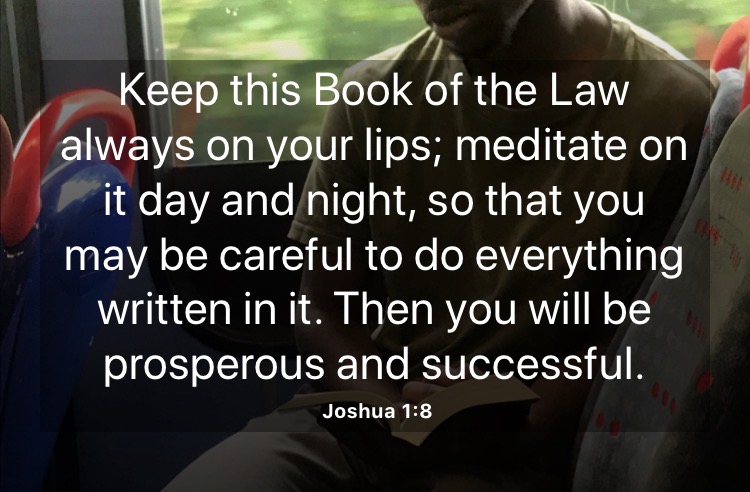 Keep this Book of the Law
always on your lips; meditate on
it day and night, so that you
may be careful to do everything
written in it. Then you will be
prosperous and successful.
Joshua 1:8